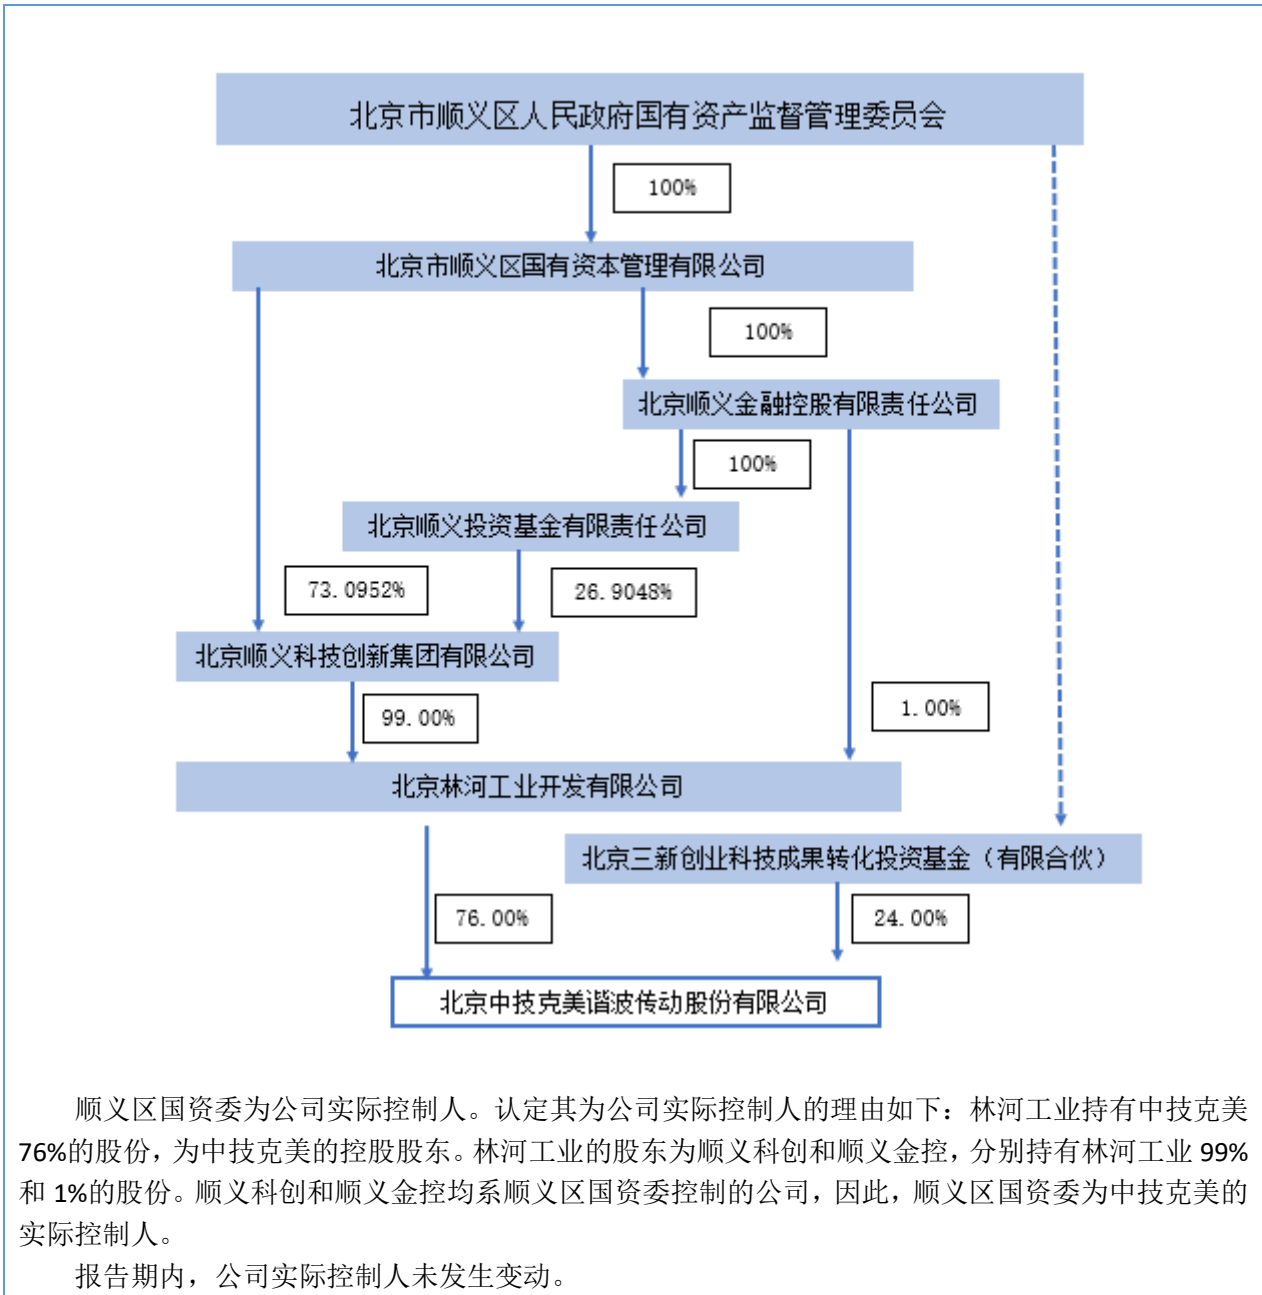 北京市顺义区人民政府国有资产监督管理委员会
100%
北京市顺义区国有资本管理有限公司
100%
北京顺义金融控股有限责任公司
100%
北京顺义投资基金有限责任公司
73.0952%
26.9048%
北京顺义科技创新集团有限公司
99.00%
1.00%
北京林河工业开发有限公司
北京三新创业科技成果转化投资基金（有限合伙）
76.00%
24.00%
北京中技克美谐波传动股份有限公司
顺义区国资委为公司实际控制人。认定其为公司实际控制人的理由如下：林河工业持有中技克美
76%的股份，为中技克美的控股股东。林河工业的股东为顺义科创和顺义金控，分别持有林河工业 99%
和 1%的股份。顺义科创和顺义金控均系顺义区国资委控制的公司，因此，顺义区国资委为中技克美的
实际控制人。
报告期内，公司实际控制人未发生变动。